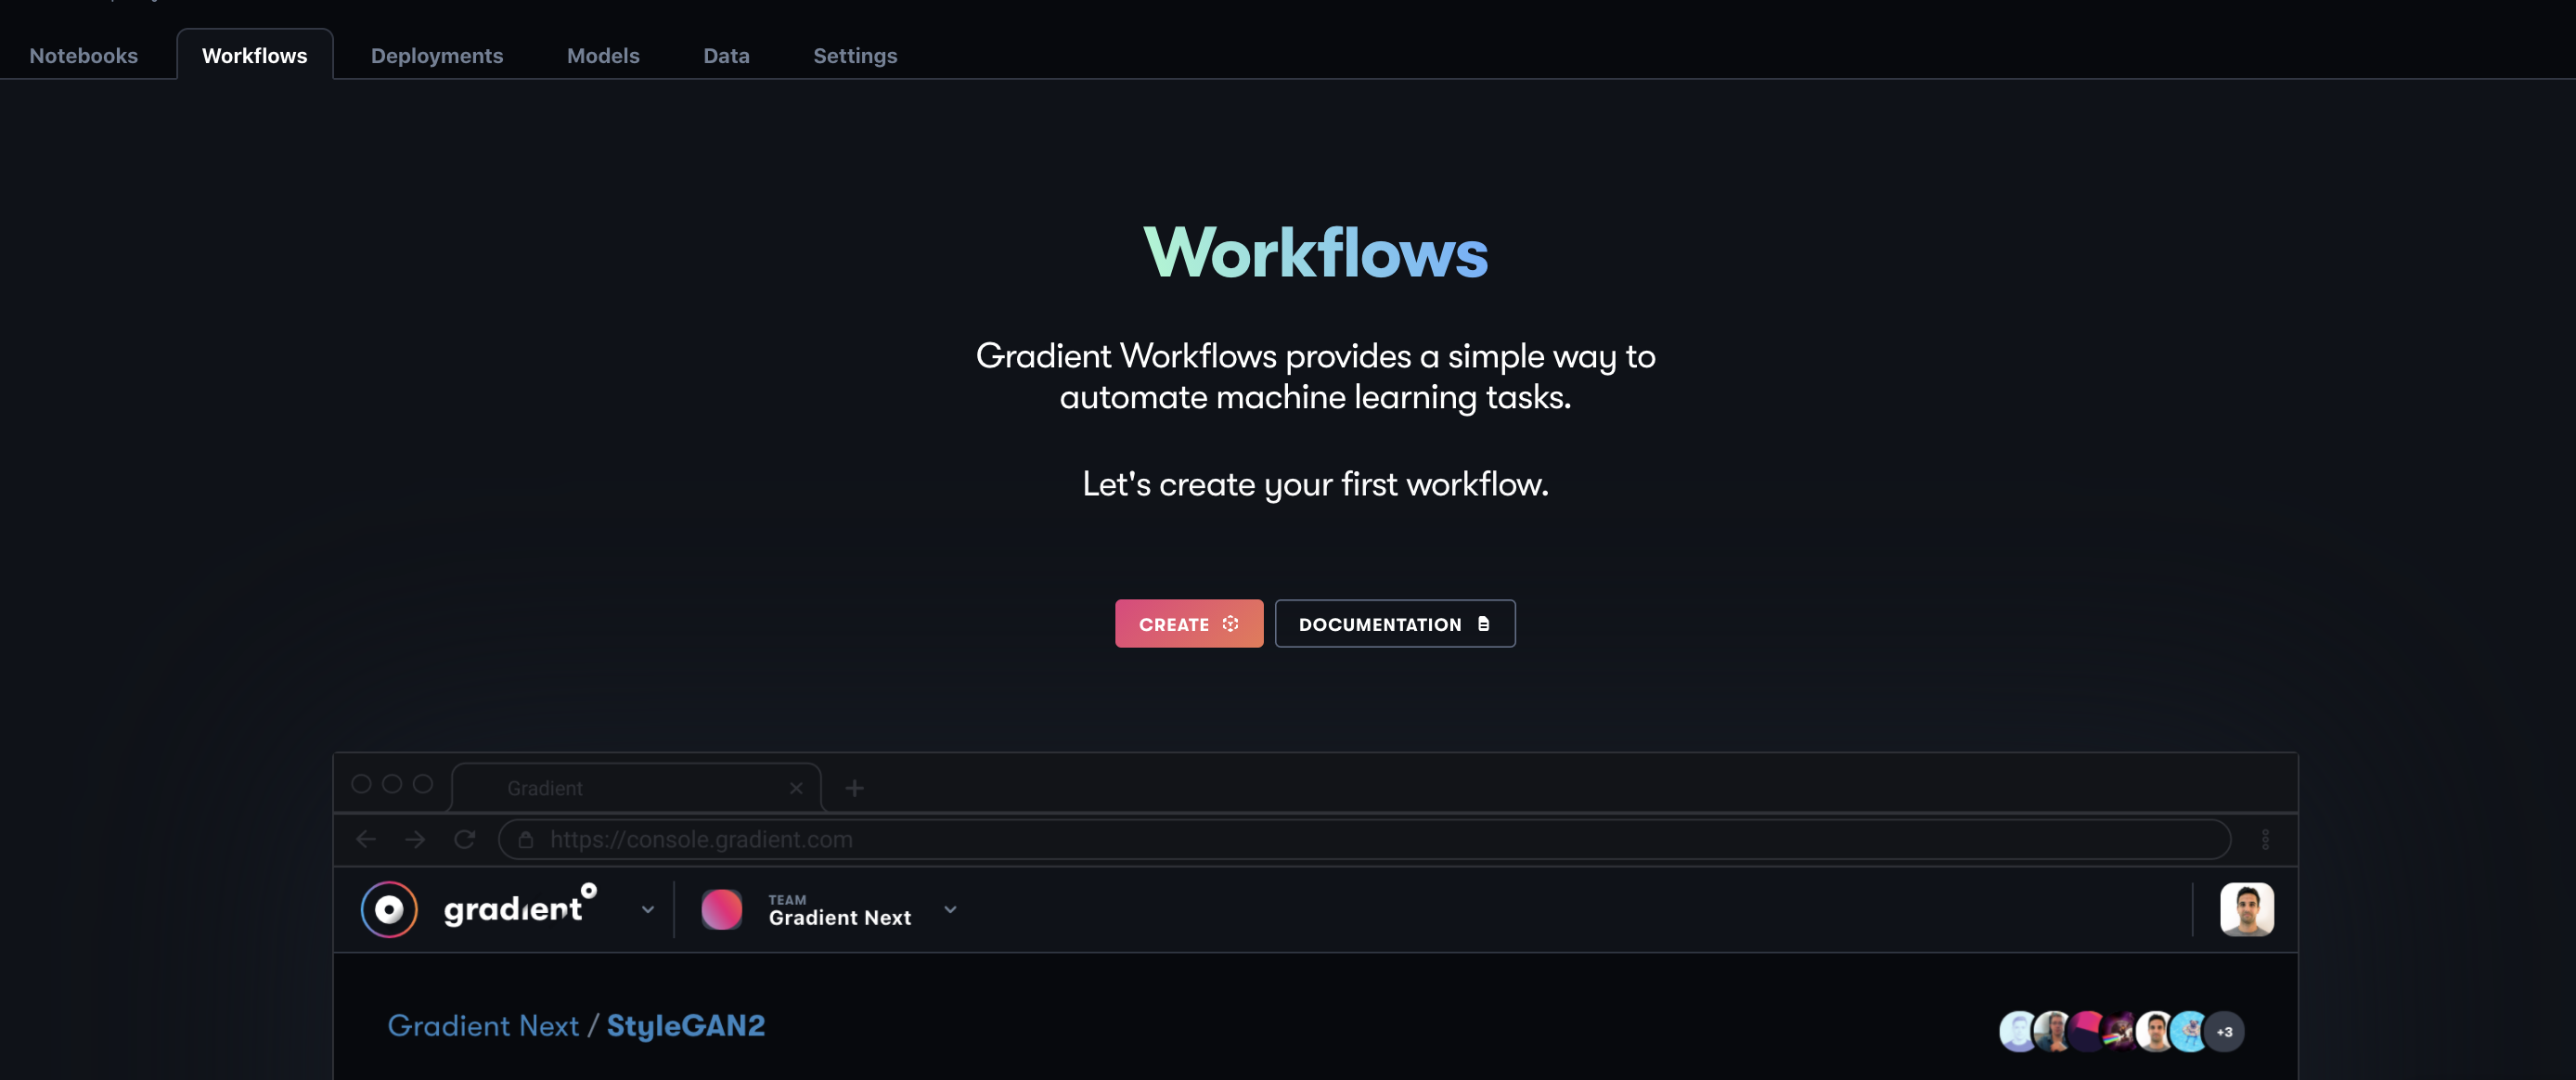 Notebooks Workflows Deployments Models Data Settings
Workflows
Gradient Workflows provides a simple way to
automate machine learning tasks.
Let's create your first workflow.
CREATE DOCUMENTATION
Gradient
https://console.gradient.com
gradient TEAM
Gradient Next
Gradient Next / StyleGAN2
+3